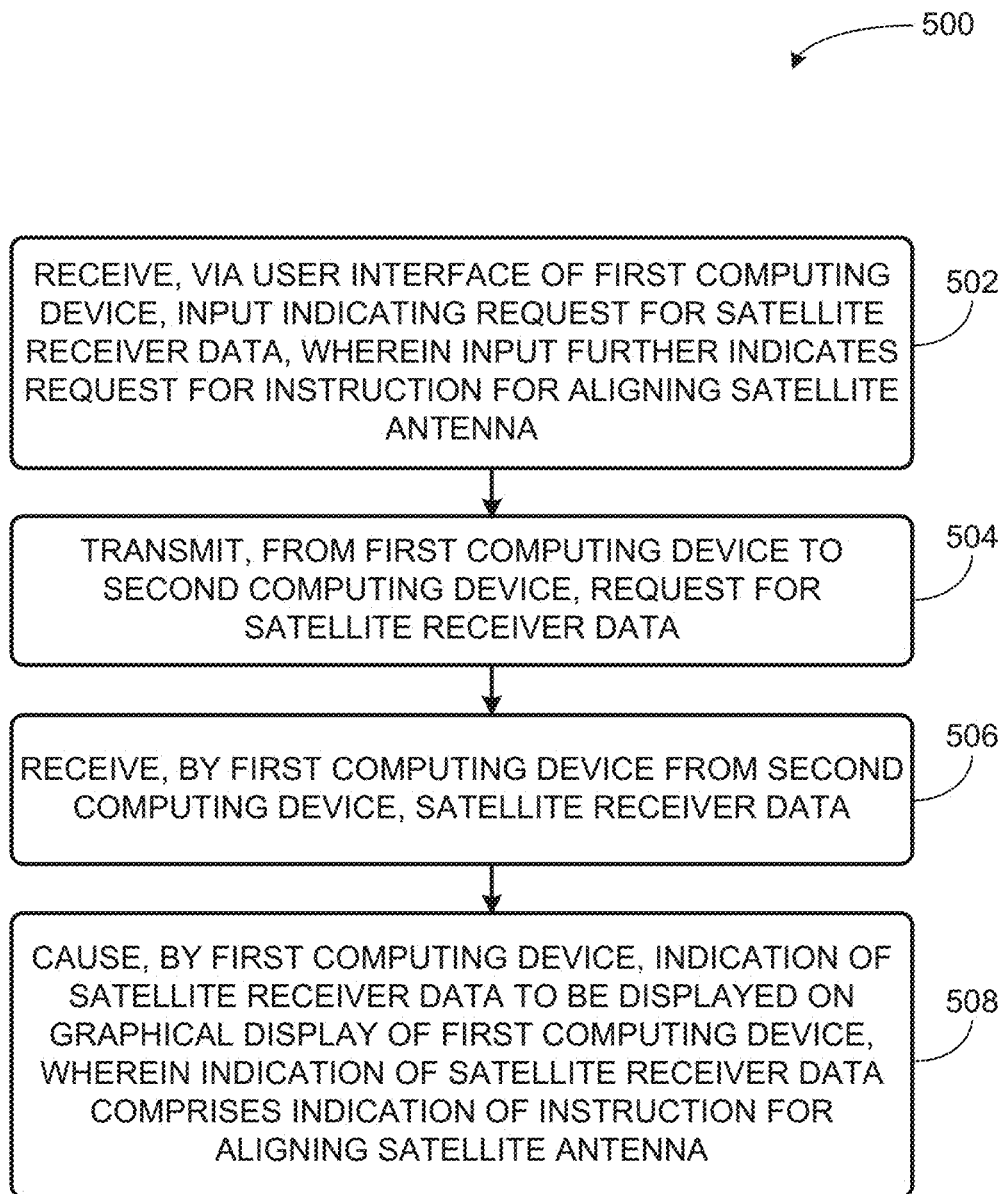 500
RECEIVE, VIA USER INTERFACE OF FIRST COMPUTING
DEVICE, INPUT INDICATING REQUEST FOR SATELLITE
RECEIVER DATA, WHEREIN INPUT FURTHER INDICATES
REQUEST FOR INSTRUCTION FOR ALIGNING SATELLITE
ANTENNA
502
TRANSMIT, FROM FIRST COMPUTING DEVICE TO
SECOND COMPUTING DEVICE, REQUEST FOR
SATELLITE RECEIVER DATA
504
RECEIVE, BY FIRST COMPUTING DEVICE FROM SECOND
COMPUTING DEVICE, SATELLITE RECEIVER DATA
506
CAUSE, BY FIRST COMPUTING DEVICE, INDICATION OF
SATELLITE RECEIVER DATA TO BE DISPLAYED ON
GRAPHICAL DISPLAY OF FIRST COMPUTING DEVICE,
WHEREIN INDICATION OF SATELLITE RECEIVER DATA
COMPRISES INDICATION OF INSTRUCTION FOR
ALIGNING SATELLITE ANTENNA
508